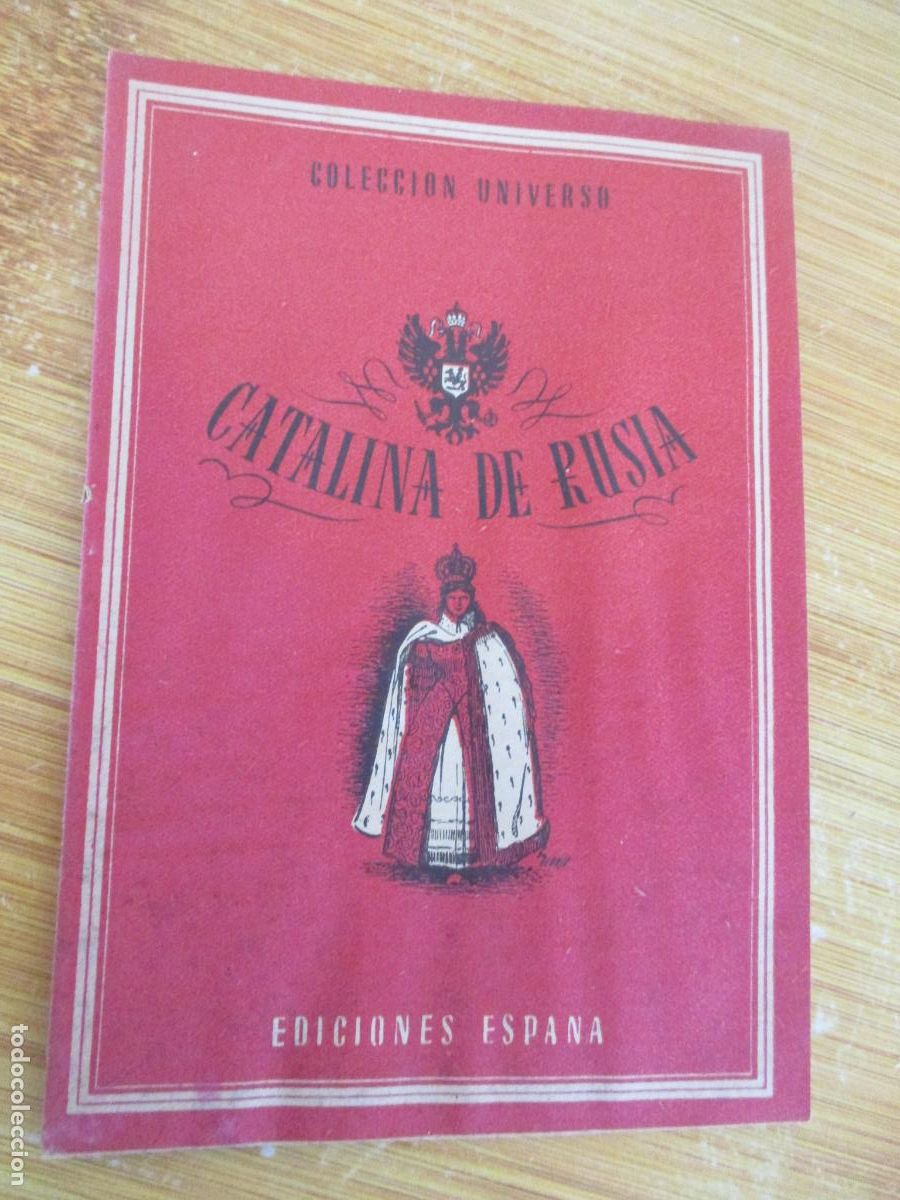 COLECCION UNIVERSO
CATALINA DE RUSIA
EDICIONES ESPANA
todocoleccion